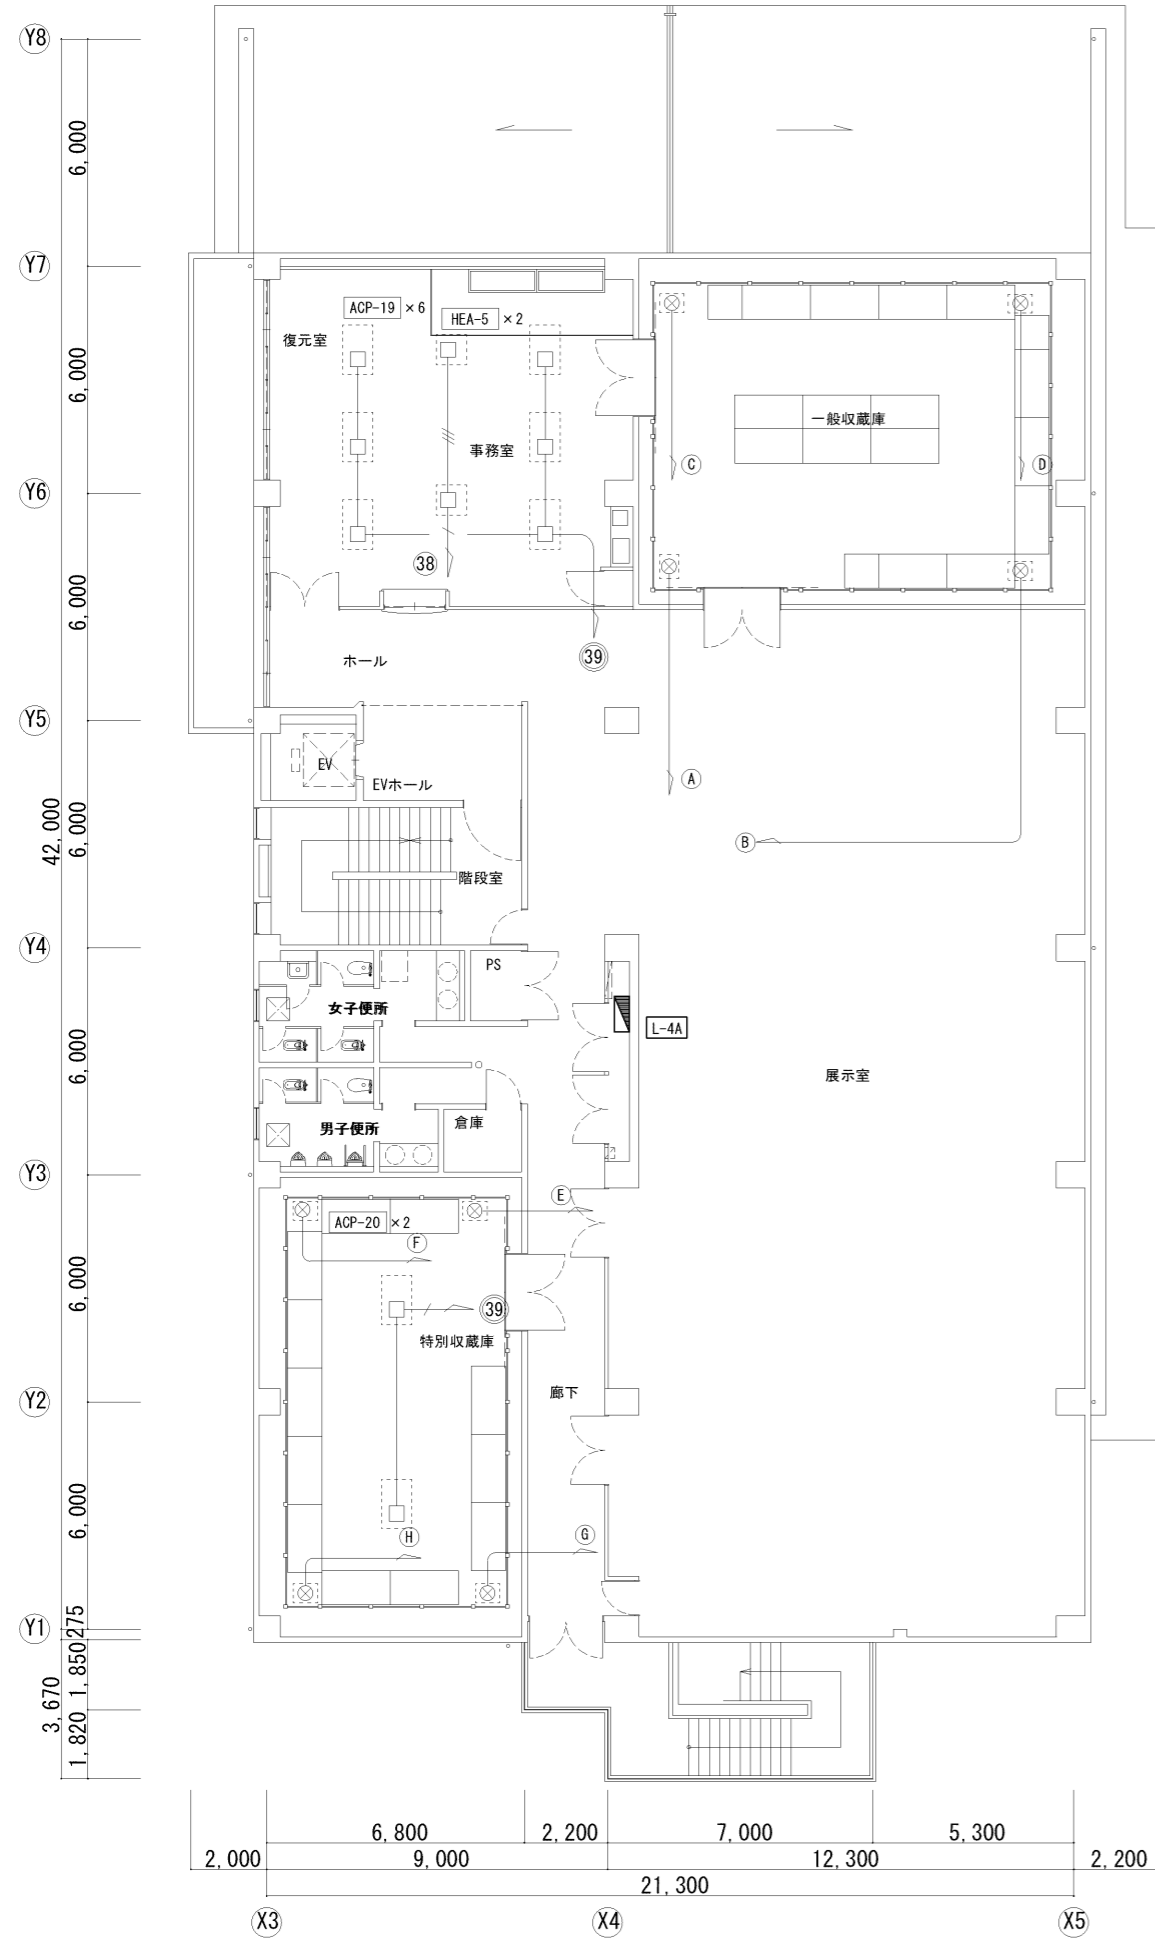 Y8
6,000
Y7
ACP-19 ×6
HEA-5 ×2
復元室
6,000
一般収蔵庫
事務室
C
D
Y6
38
6,000
39
ホール
Y5
EV
EVホール
A
42,000
6,000
B
階段室
Y4
PS
女子便所
L-4A
6,000
展示室
倉庫
男子便所
Y3
E
ACP-20 ×2
F
6,000
39
特別収蔵庫
廊下
Y2
6,000
H
G
Y1
275
1,850
3,670
1,820
6,800
2,200
7,000
5,300
2,000
9,000
12,300
2,200
21,300
X3
X4
X5